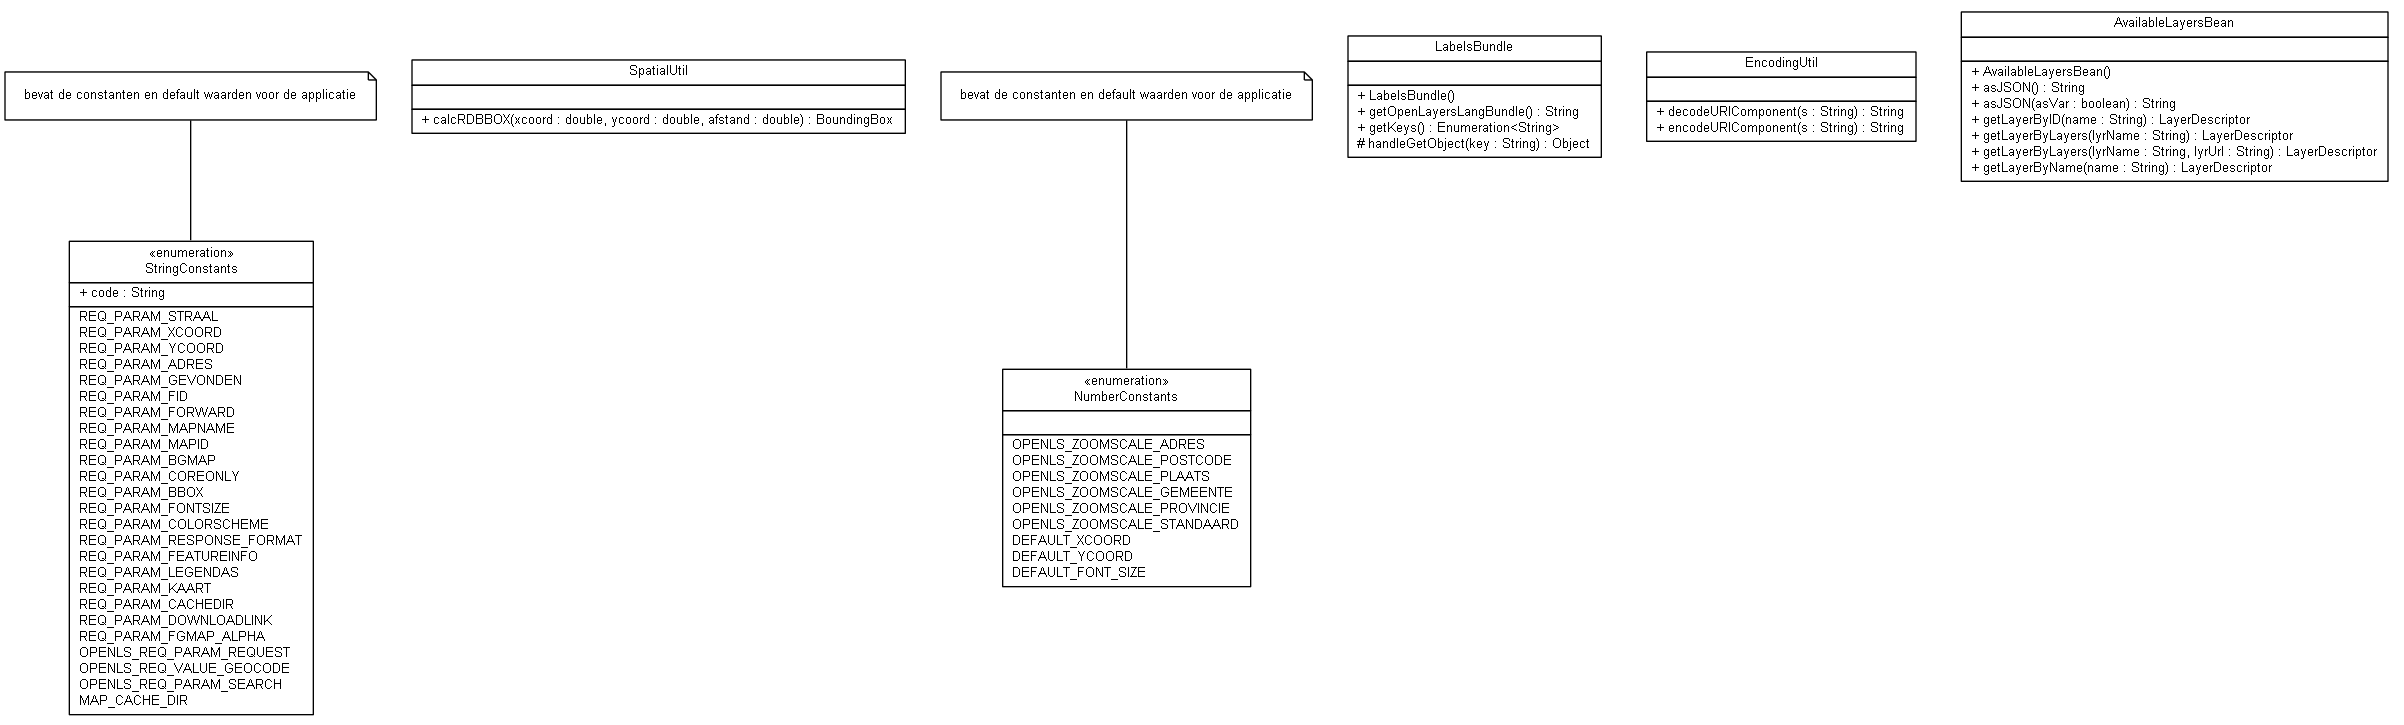 bevat de constanten en default waarden voor de applicatie
«enumeration»
StringConstants
+ code : String
REQ_PARAM_STRAAL
REQ_PARAM_XCOORD
REQ_PARAM_YCOORD
REQ_PARAM_ADRES
REQ_PARAM_GEVONDEN
REQ_PARAM_FID
REQ_PARAM_FORWARD
REQ_PARAM_MAPNAME
REQ_PARAM_MAPID
REQ_PARAM_BGMAP
REQ_PARAM_COREONLY
REQ_PARAM_BBOX
REQ_PARAM_FONTSIZE
REQ_PARAM_COLORSCHEME
REQ_PARAM_RESPONSE_FORMAT
REQ_PARAM_FEATUREINFO
REQ_PARAM_LEGENDAS
REQ_PARAM_KAART
REQ_PARAM_CACHEDIR
REQ_PARAM_DOWNLOADLINK
REQ_PARAM_FGMAP_ALPHA
OPENLS_REQ_PARAM_REQUEST
OPENLS_REQ_VALUE_GEOCODE
OPENLS_REQ_PARAM_SEARCH
MAP_CACHE_DIR
SpatialUtil
+ calcRDBBOX(xcoord : double, ycoord : double, afstand : double) : BoundingBox
bevat de constanten en default waarden voor de applicatie
«enumeration»
NumberConstants
OPENLS_ZOOMSCALE_ADRES
OPENLS_ZOOMSCALE_POSTCODE
OPENLS_ZOOMSCALE_PLAATS
OPENLS_ZOOMSCALE_GEMEENTE
OPENLS_ZOOMSCALE_PROVINCIE
OPENLS_ZOOMSCALE_STANDAARD
DEFAULT_XCOORD
DEFAULT_YCOORD
DEFAULT_FONT_SIZE
LabelsBundle
+ LabelsBundle()
+ getOpenLayersLangBundle() : String
+ getKeys() : Enumeration<String>
# handleGetObject(key : String) : Object
EncodingUtil
+ decodeURIComponent(s : String) : String
+ encodeURIComponent(s : String) : String
AvailableLayersBean
+ AvailableLayersBean()
+ asJSON() : String
+ asJSON(asVar : boolean) : String
+ getLayerByID(name : String) : LayerDescriptor
+ getLayerByLayers(lyrName : String) : LayerDescriptor
+ getLayerByLayers(lyrName : String, lyrUrl : String) : LayerDescriptor
+ getLayerByName(name : String) : LayerDescriptor